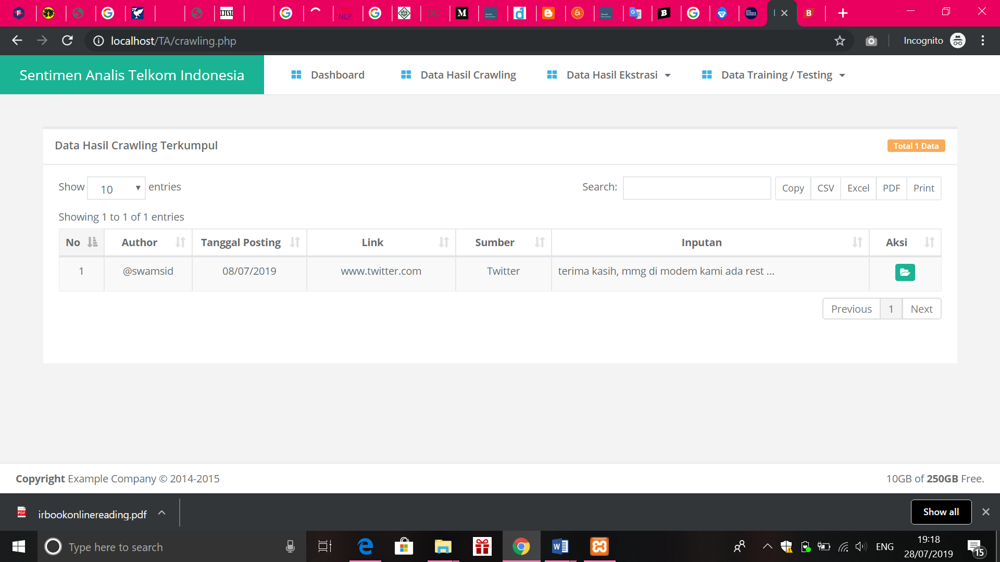 localhost/TA/crawling.php
Incognito
Sentimen Analis Telkom Indonesia
Dashboard
Data Hasil Crawling
Data Hasil Ekstrasi
Data Training / Testing
Data Hasil Crawling Terkumpul
Total 1 Data
Show 10 entries
Search:
Copy CSV Excel PDF Print
Showing 1 to 1 of 1 entries
No Author Tanggal Posting Link Sumber Inputan Aksi
1 @swamsid 08/07/2019 www.twitter.com Twitter terima kasih, mmg di modem kami ada rest ...
Previous 1 Next
Copyright Example Company © 2014-2015
10GB of 250GB Free.
irbookonlinereading.pdf
Show all
Type here to search
ENG
19:18
28/07/2019
15